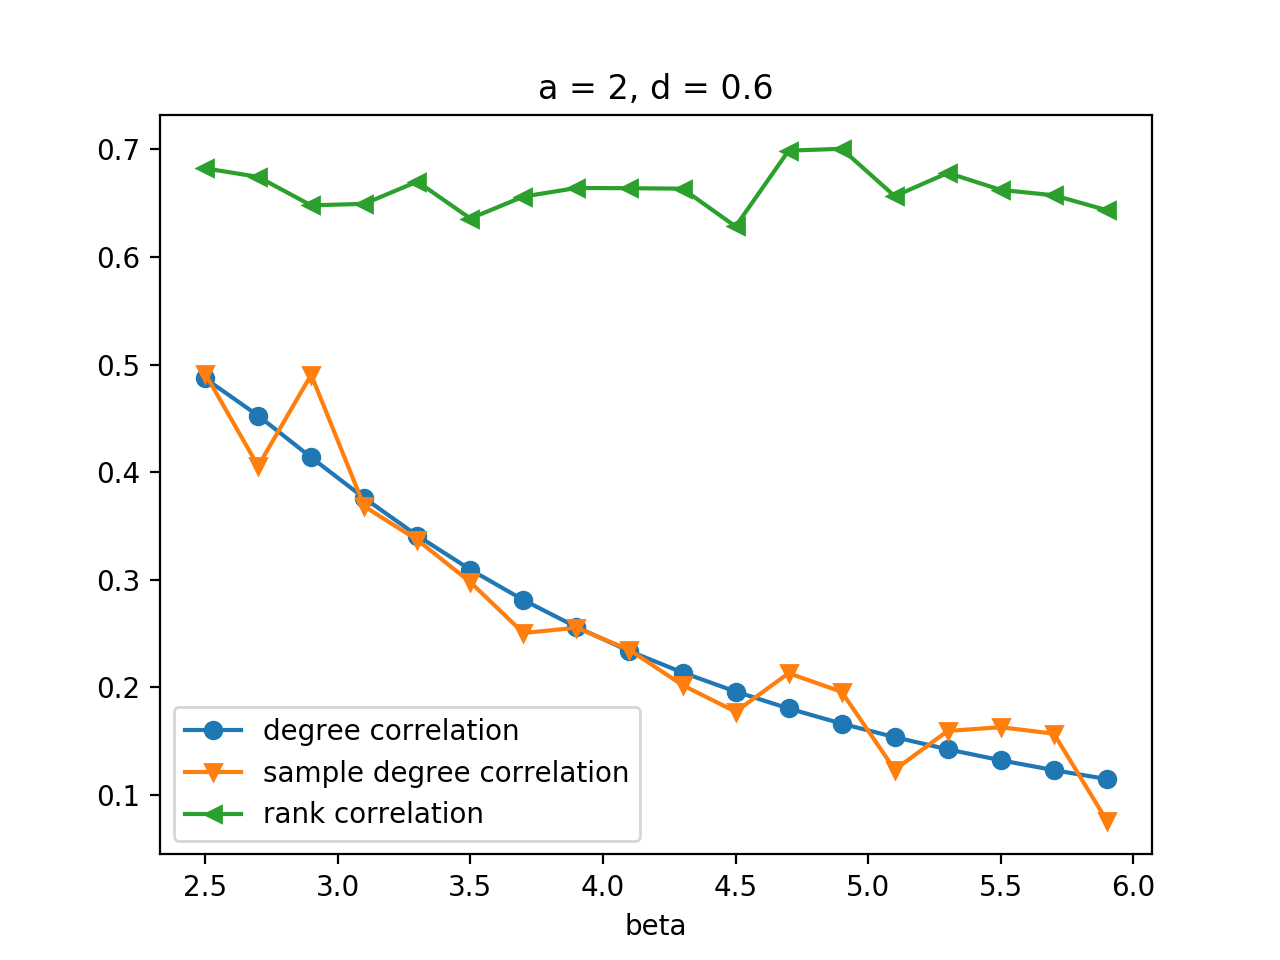 a = 2, d = 0.6
0.7
0.6
0.5
0.4
0.3
0.2
0.1
degree correlation
sample degree correlation
rank correlation
2.5 3.0 3.5 4.0 4.5 5.0 5.5 6.0
beta